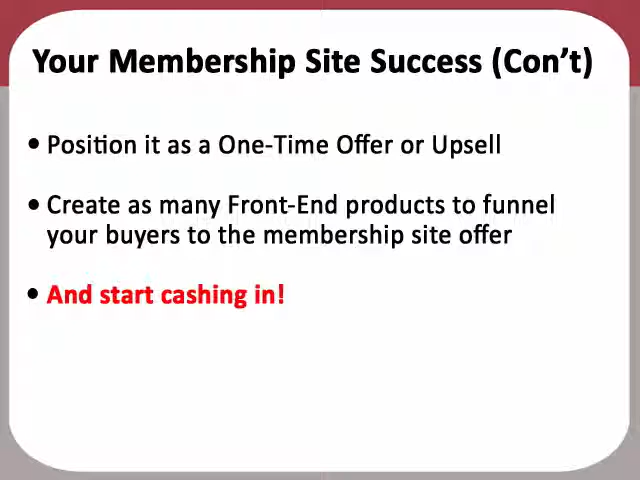 Your Membership Site Success (Con’t)
• Position it as a One-Time Offer or Upsell
• Create as many Front-End products to funnel
your buyers to the membership site offer
• And start cashing in!